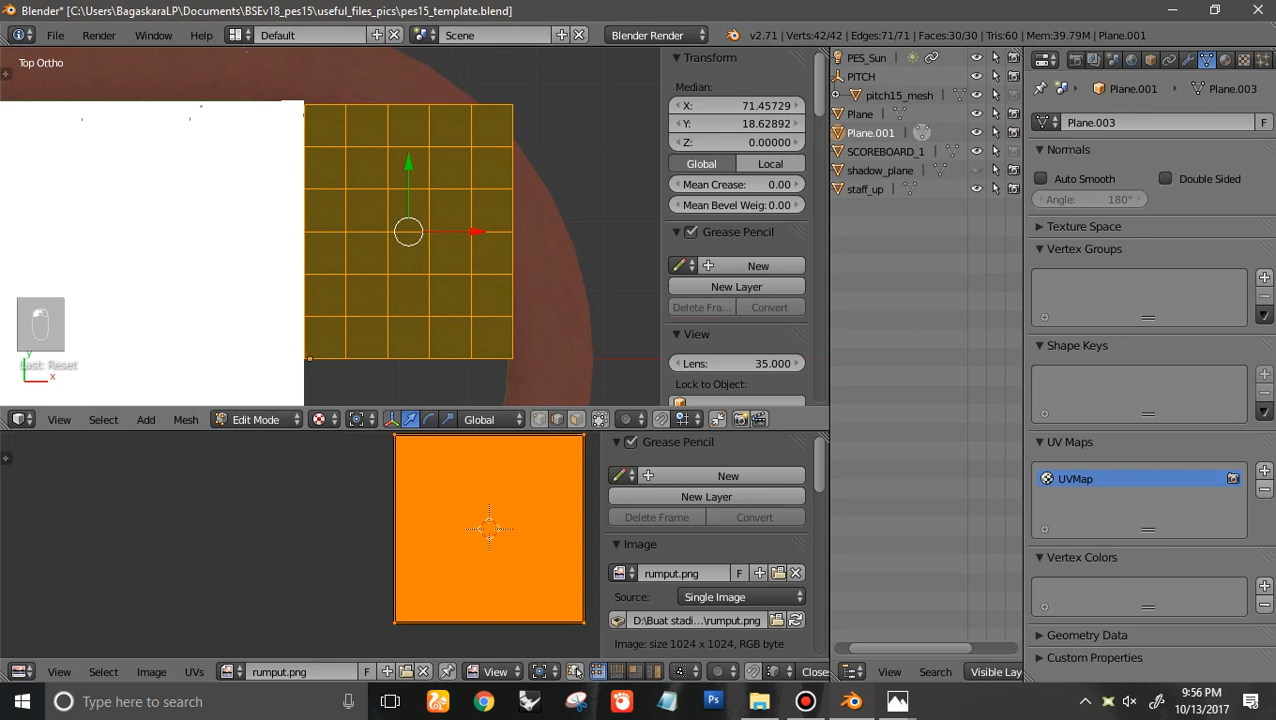 Blender* [C:\Users\BagaskaraLP\Documents\BSEv18_pes15\useful_files_pics\pes15_template.blend]
File Render Window Help Default Scene Blender Render v2.71 | Verts:42/42 | Edges:71/71 | Faces:30/30 | Tris:60 | Mem:39.79M | Plane.001
Top Ortho
Last: Reset
y
x
Transform
Median:
X: 71.45729
Y: 18.62892
Z: 0.00000
Global Local
Mean Crease: 0.00
Mean Bevel Weig: 0.00
Grease Pencil
New
New Layer
Delete Fra... Convert
View
Lens: 35.000
Lock to Object:
View Select Add Mesh Edit Mode Global
Grease Pencil
New
New Layer
Delete Frame Convert
Image
rumput.png F
Source: Single Image
D:\Buat stadi...\rumput.png
Image: size 1024 x 1024, RGB byte
View Select Image UVs rumput.png F View Closes
PES_Sun
PITCH
pitch15_mesh
Plane
Plane.001
SCOREBOARD_1
shadow_plane
staff_up
View Search Visible Lay
Plane.001 Plane.003
Plane.003 F
Normals
Auto Smooth Double Sided
Angle: 180°
Texture Space
Vertex Groups
Shape Keys
UV Maps
UVMap
Vertex Colors
Geometry Data
Custom Properties
Type here to search
9:56 PM
10/13/2017